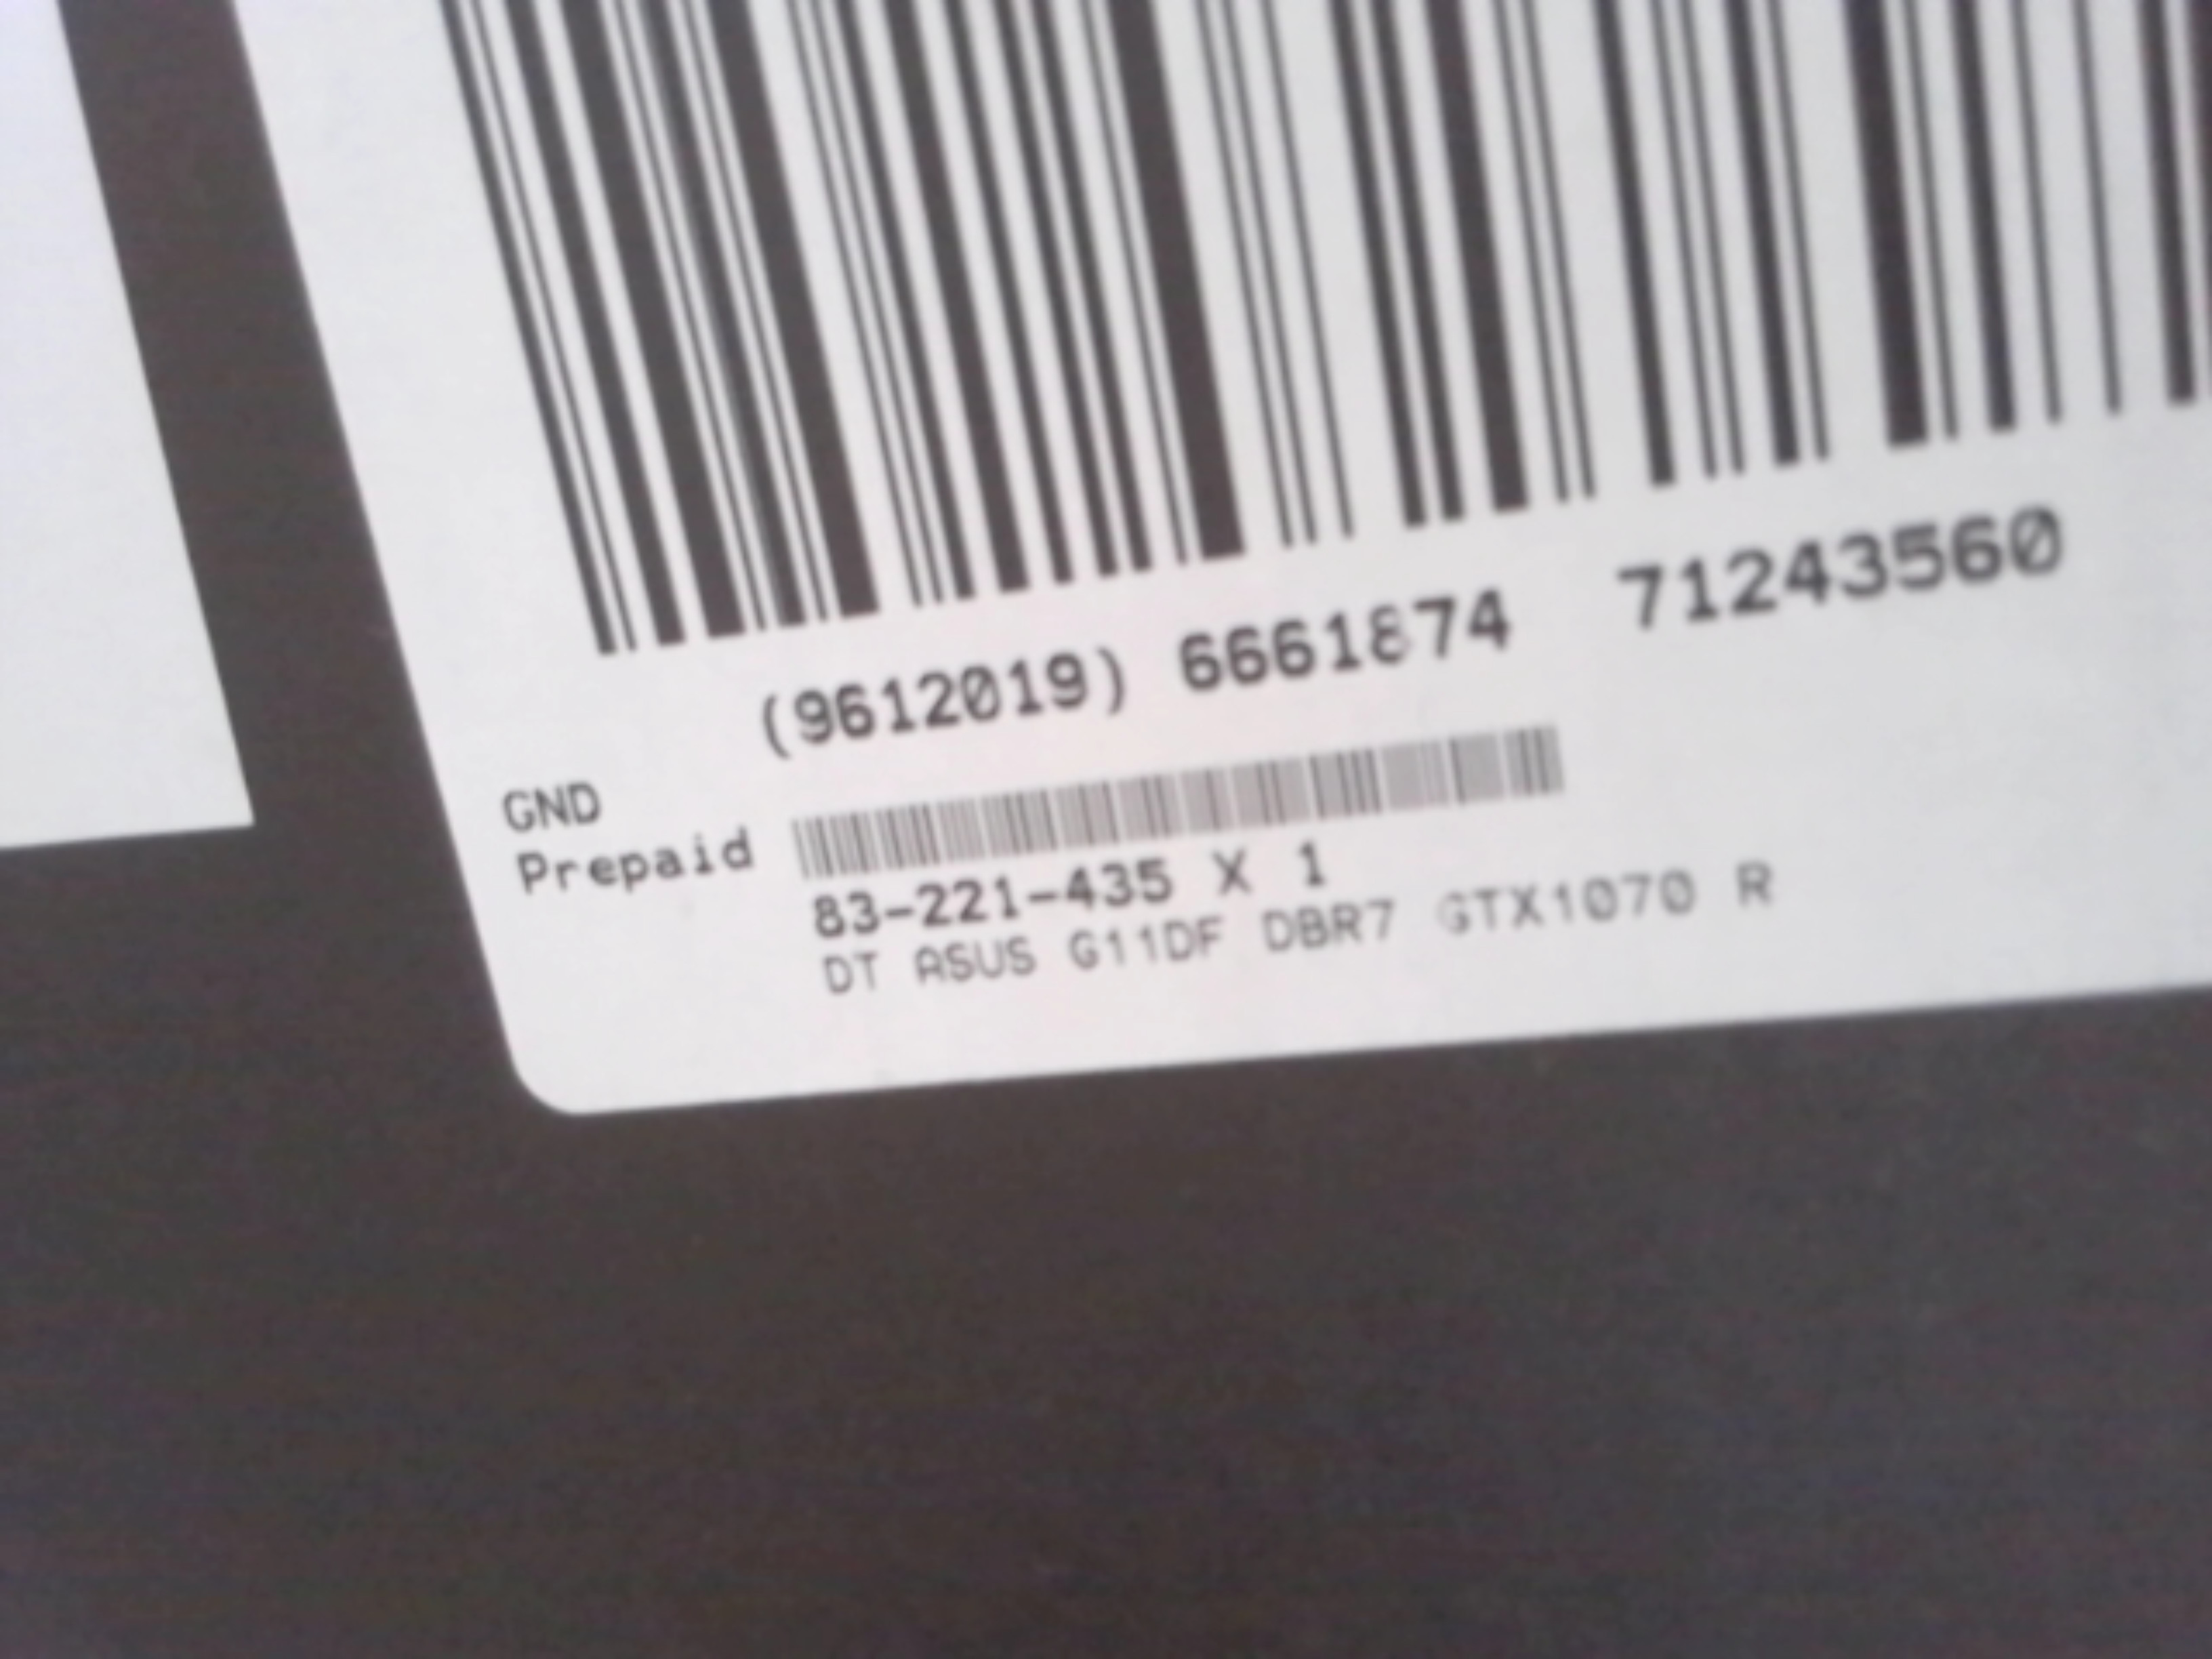 (9612019) 6661874 71243560
GND
Prepaid
83-221-435 X 1
DT ASUS G11DF DBR7 GTX1070 R